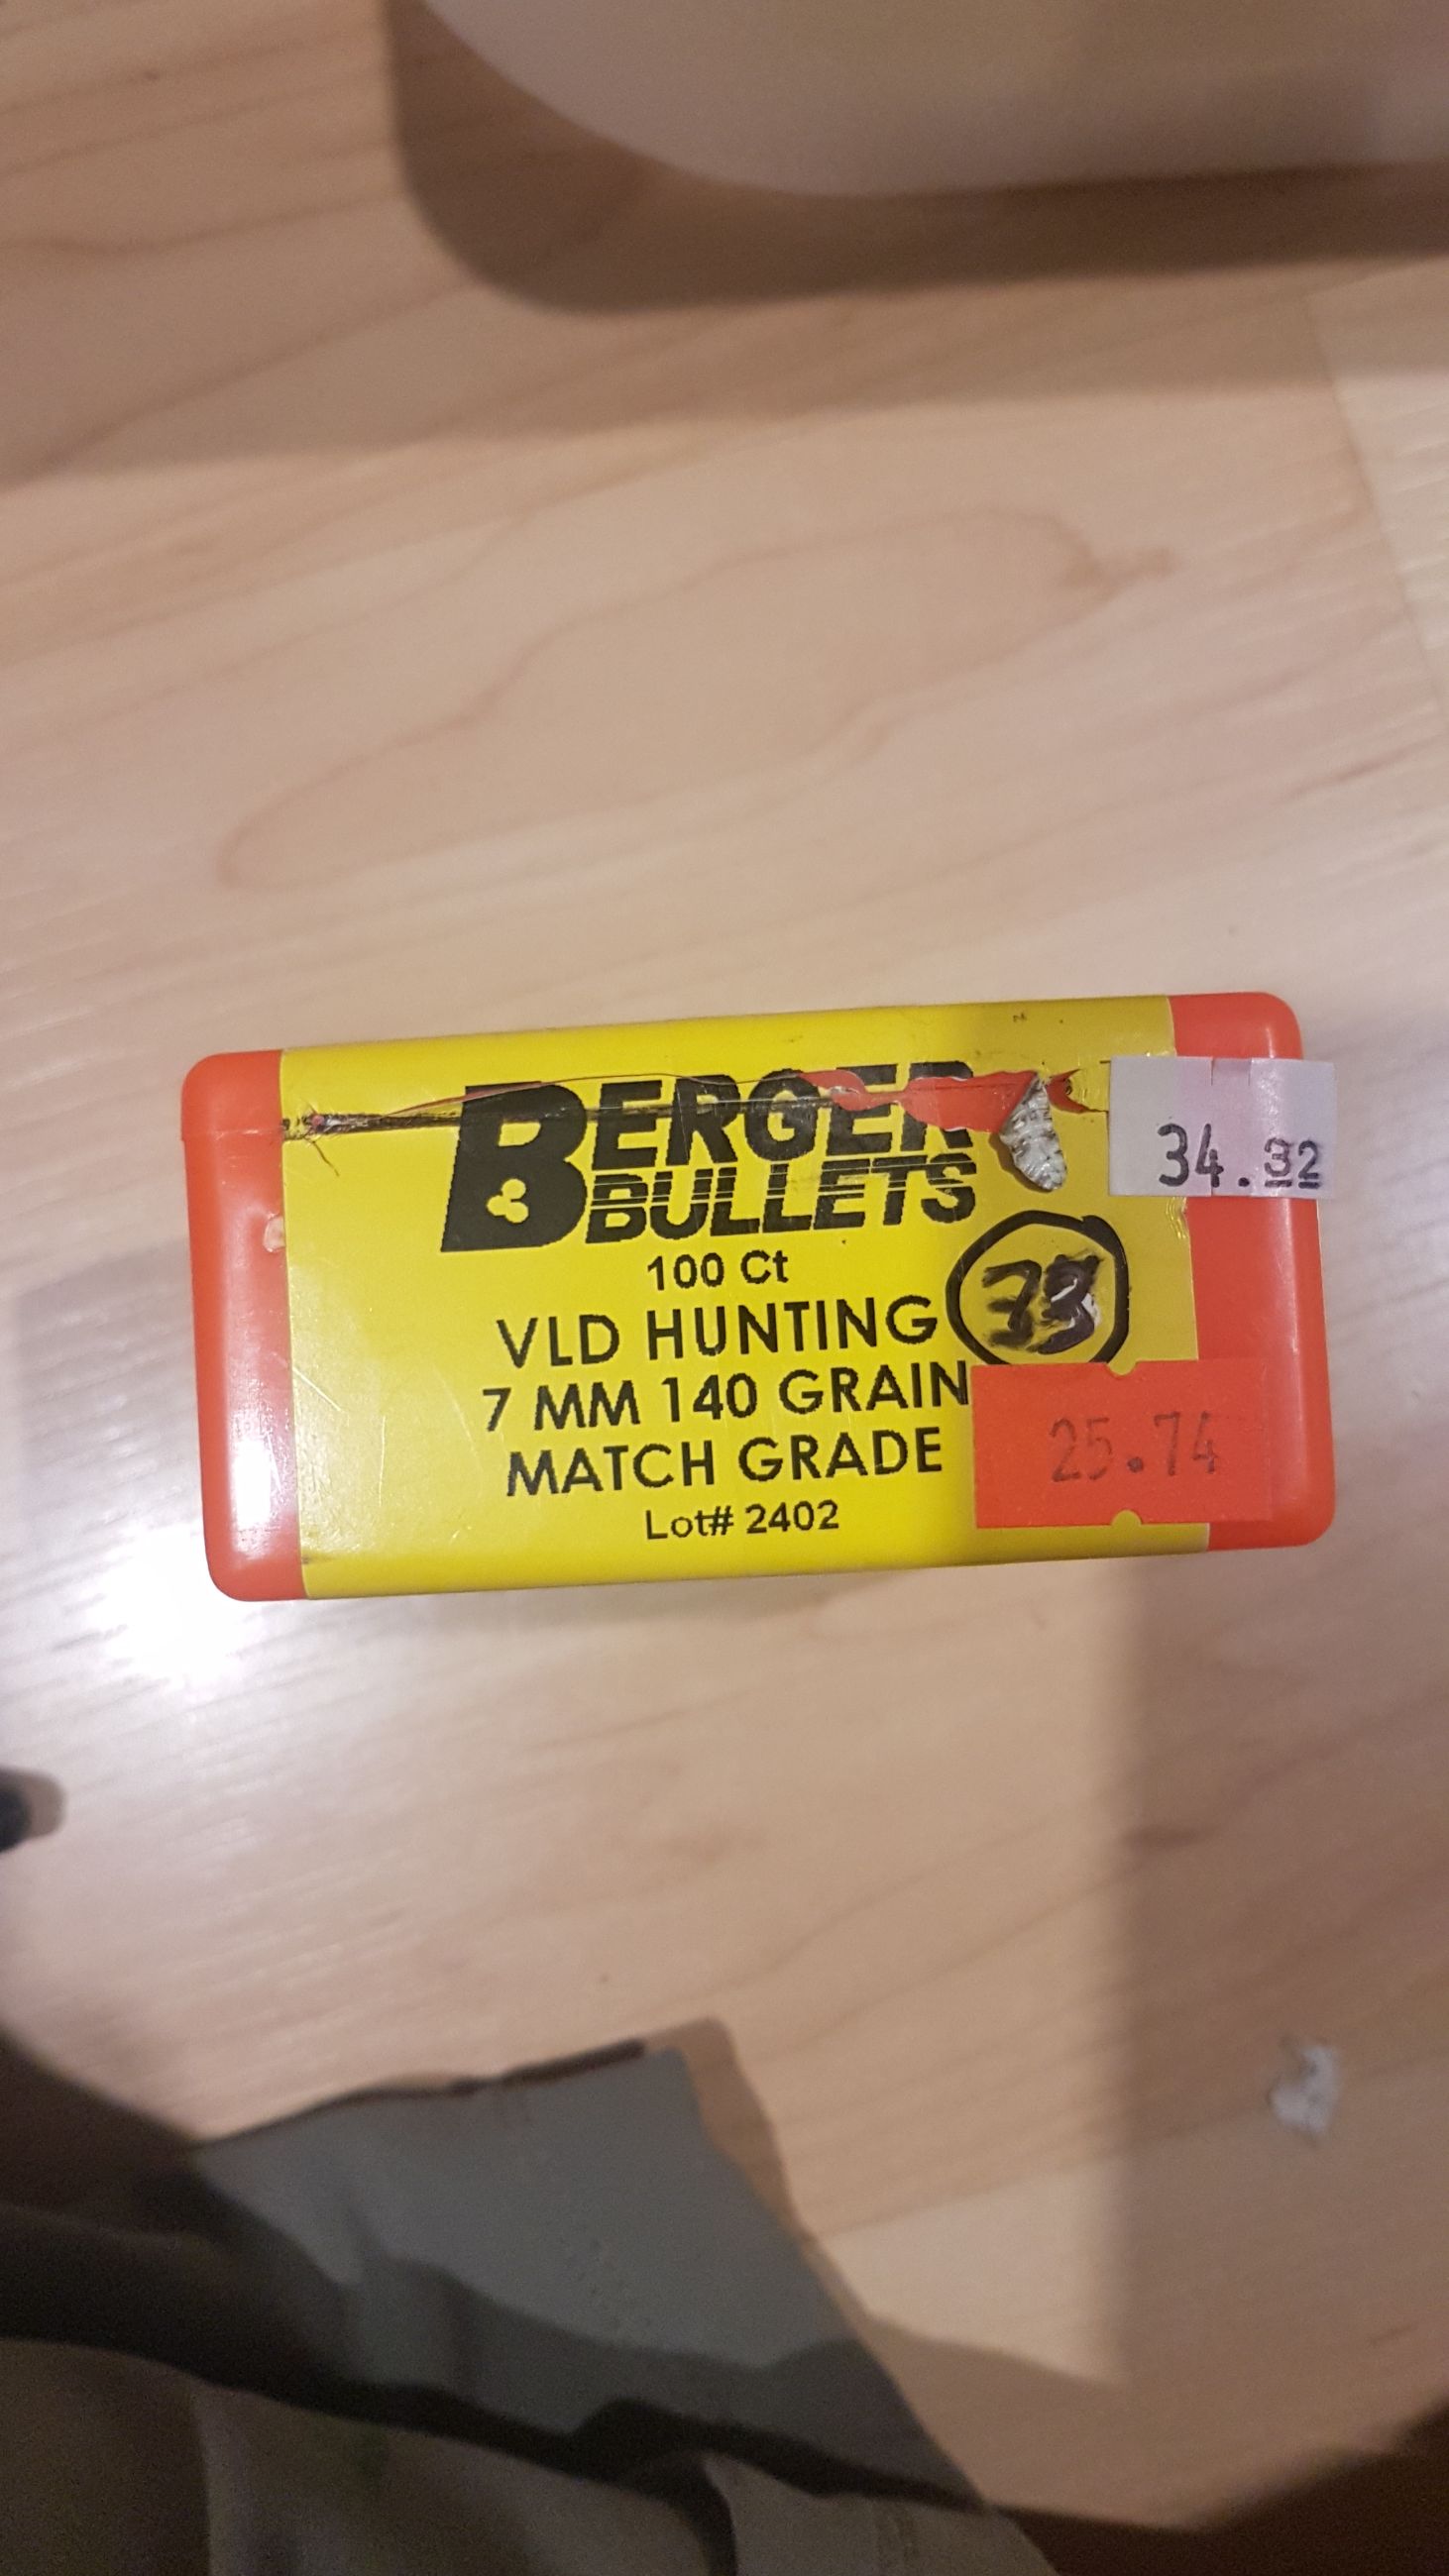 BERGER
BULLETS
34.32
100 Ct
VLD HUNTING
7 MM 140 GRAIN
MATCH GRADE
25.74
Lot# 2402